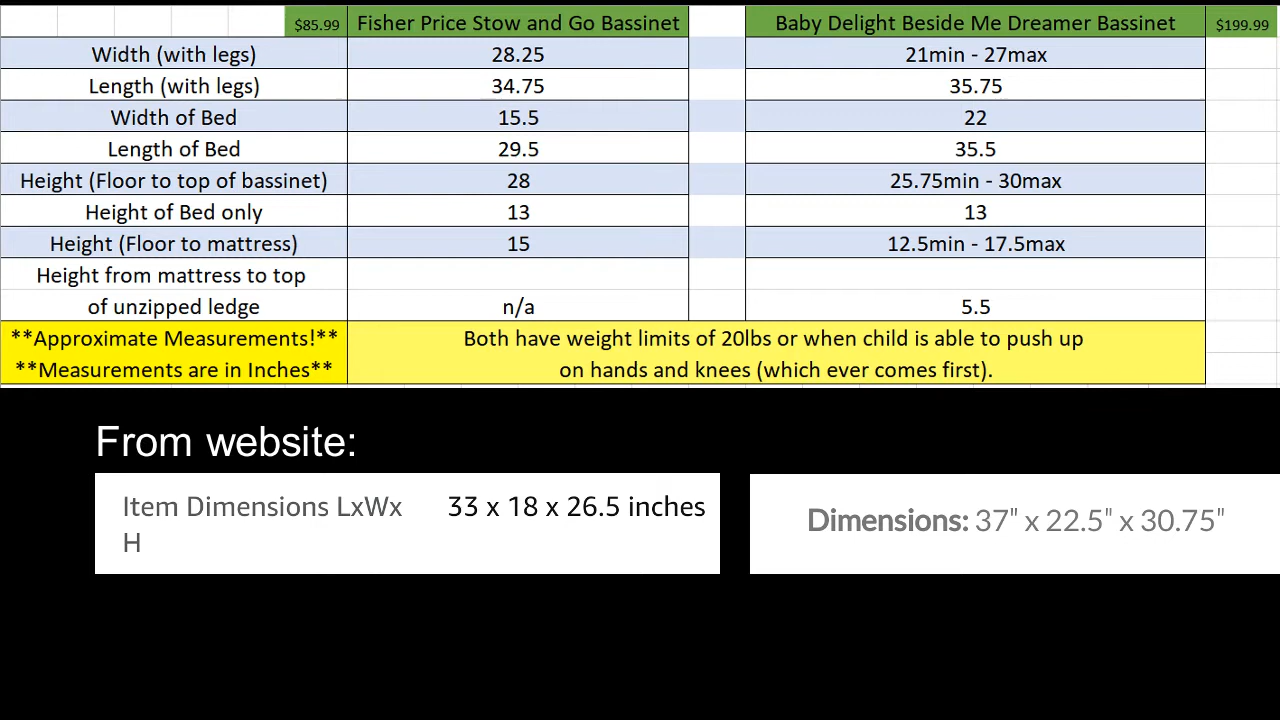 $85.99 Fisher Price Stow and Go Bassinet Baby Delight Beside Me Dreamer Bassinet $199.99
Width (with legs) 28.25 21min - 27max
Length (with legs) 34.75 35.75
Width of Bed 15.5 22
Length of Bed 29.5 35.5
Height (Floor to top of bassinet) 28 25.75min - 30max
Height of Bed only 13 13
Height (Floor to mattress) 15 12.5min - 17.5max
Height from mattress to top
of unzipped ledge n/a 5.5
**Approximate Measurements!** Both have weight limits of 20lbs or when child is able to push up
**Measurements are in Inches** on hands and knees (which ever comes first).
From website:
Item Dimensions LxWx 33 x 18 x 26.5 inches
H
Dimensions: 37" x 22.5" x 30.75"